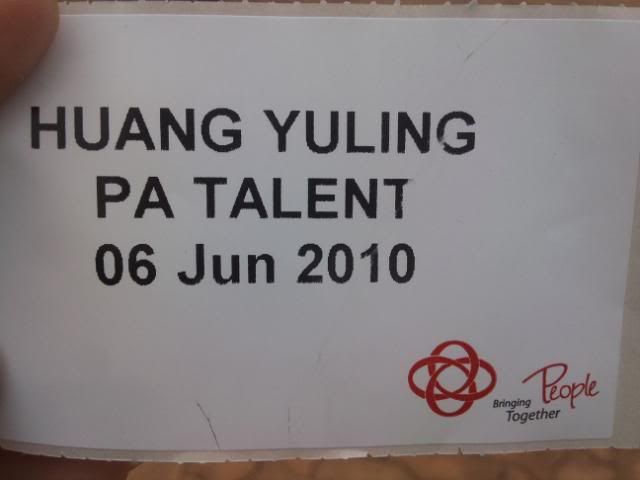 HUANG YULING
PA TALENT
06 Jun 2010
Bringing People
Together